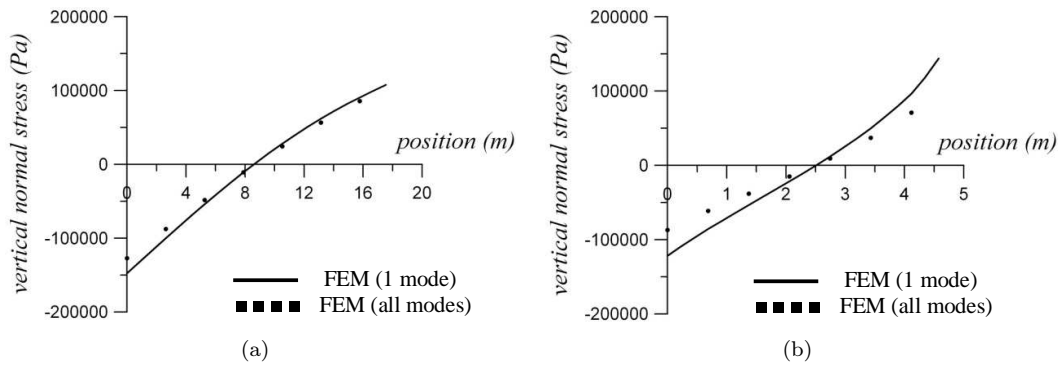 200000
100000
0
-100000
-200000
vertical normal stress (Pa)
position (m)
0 4 8 12 16 20
FEM (1 mode)
FEM (all modes)
(a)
200000
100000
0
-100000
-200000
vertical normal stress (Pa)
position (m)
0 1 2 3 4 5
FEM (1 mode)
FEM (all modes)
(b)